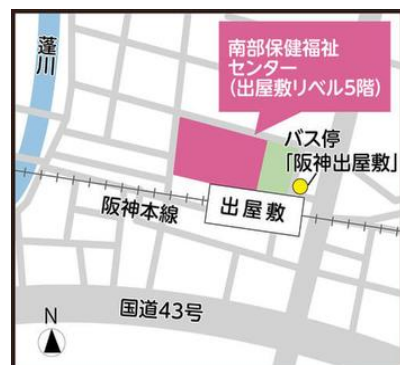 蓬川
南部保健福祉
センター
(出屋敷リベル5階)
バス停
「阪神出屋敷」
出屋敷
阪神本線
国道43号
N